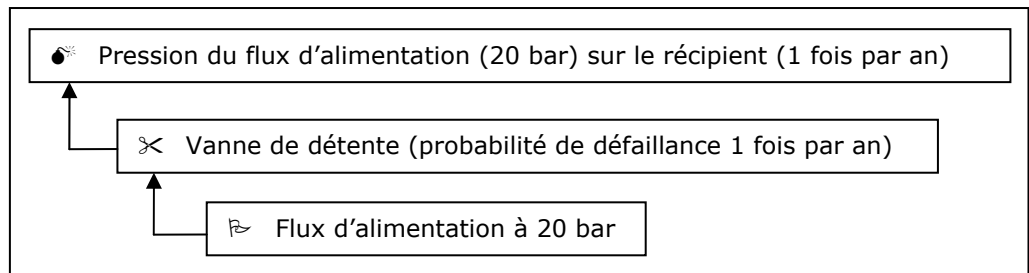 Pression du flux d’alimentation (20 bar) sur le récipient (1 fois par an)
Vanne de détente (probabilité de défaillance 1 fois par an)
Flux d’alimentation à 20 bar